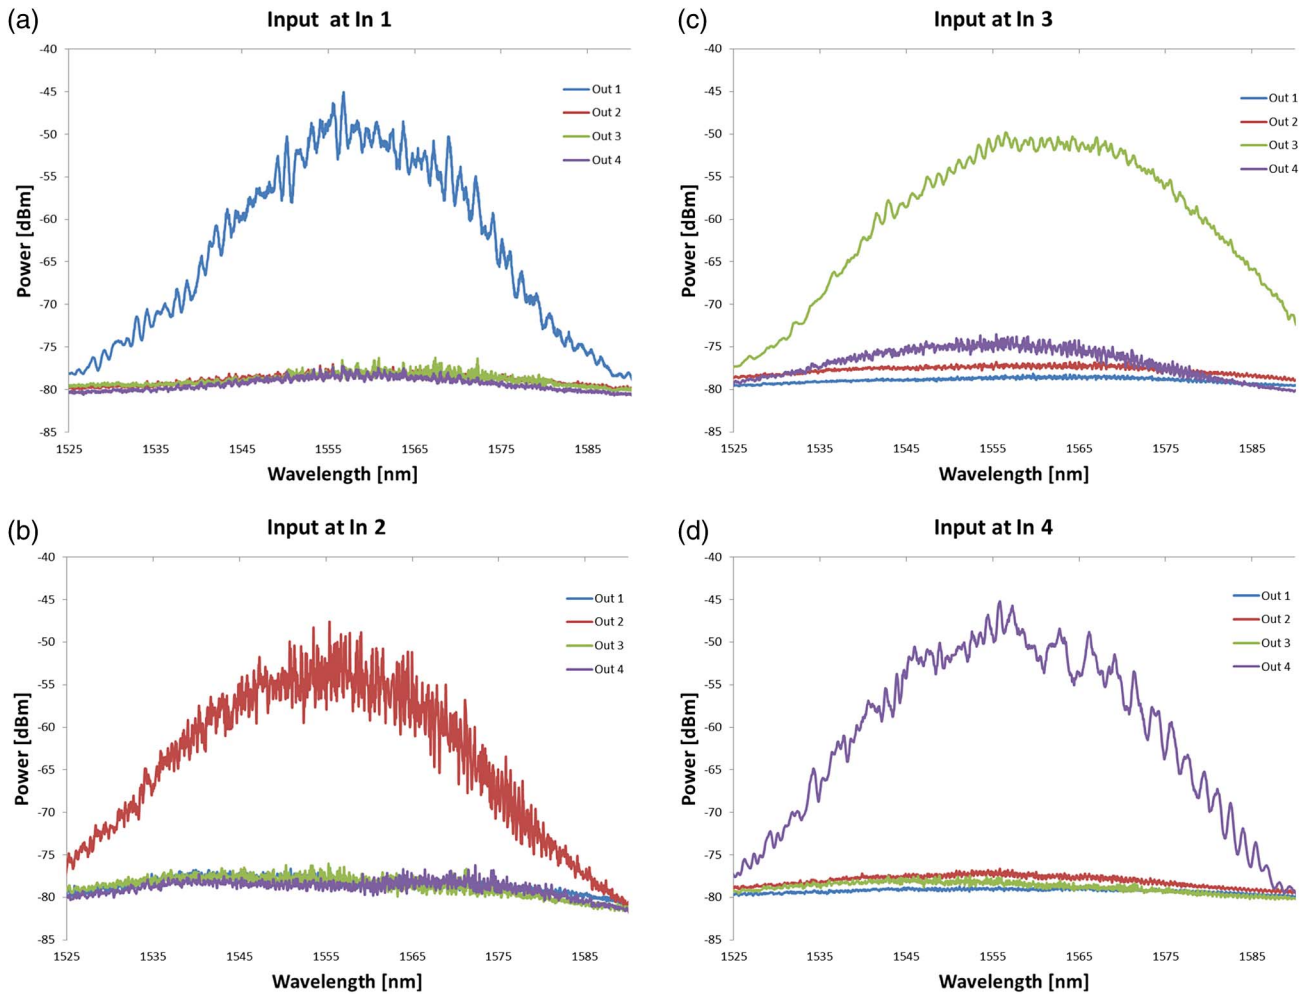 (a)
Input at In 1
-40
-45
-50
-55
-60
-65
-70
-75
-80
-85
Power [dBm]
1525 1535 1545 1555 1565 1575 1585
Wavelength [nm]
Out 1
Out 2
Out 3
Out 4
(c)
Input at In 3
-40
-45
-50
-55
-60
-65
-70
-75
-80
-85
Power [dBm]
1525 1535 1545 1555 1565 1575 1585
Wavelength [nm]
Out 1
Out 2
Out 3
Out 4
(b)
Input at In 2
-40
-45
-50
-55
-60
-65
-70
-75
-80
-85
Power [dBm]
1525 1535 1545 1555 1565 1575 1585
Wavelength [nm]
Out 1
Out 2
Out 3
Out 4
(d)
Input at In 4
-40
-45
-50
-55
-60
-65
-70
-75
-80
-85
Power [dBm]
1525 1535 1545 1555 1565 1575 1585
Wavelength [nm]
Out 1
Out 2
Out 3
Out 4